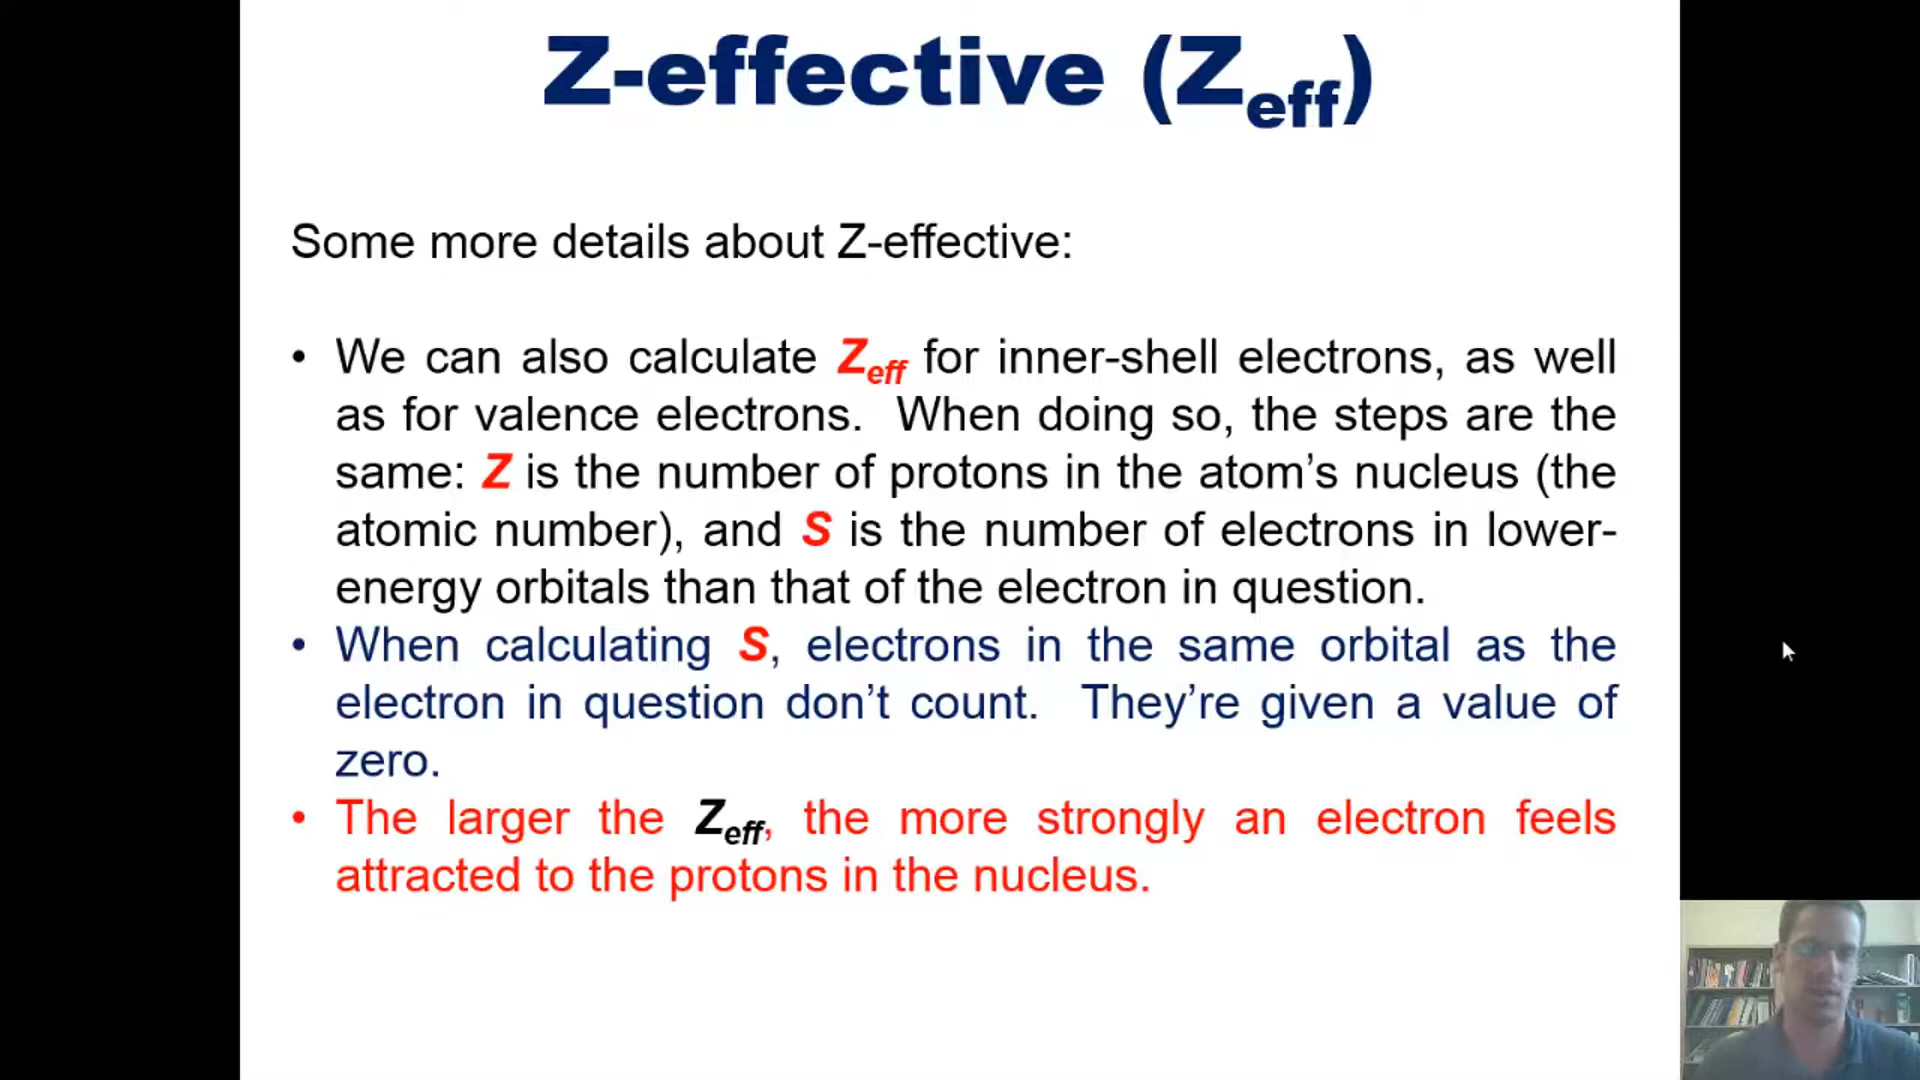 Z-effective (Zeff)
Some more details about Z-effective:
• We can also calculate Zeff for inner-shell electrons, as well
as for valence electrons. When doing so, the steps are the
same: Z is the number of protons in the atom’s nucleus (the
atomic number), and S is the number of electrons in lower-
energy orbitals than that of the electron in question.
• When calculating S, electrons in the same orbital as the
electron in question don’t count. They’re given a value of
zero.
• The larger the Zeff, the more strongly an electron feels
attracted to the protons in the nucleus.